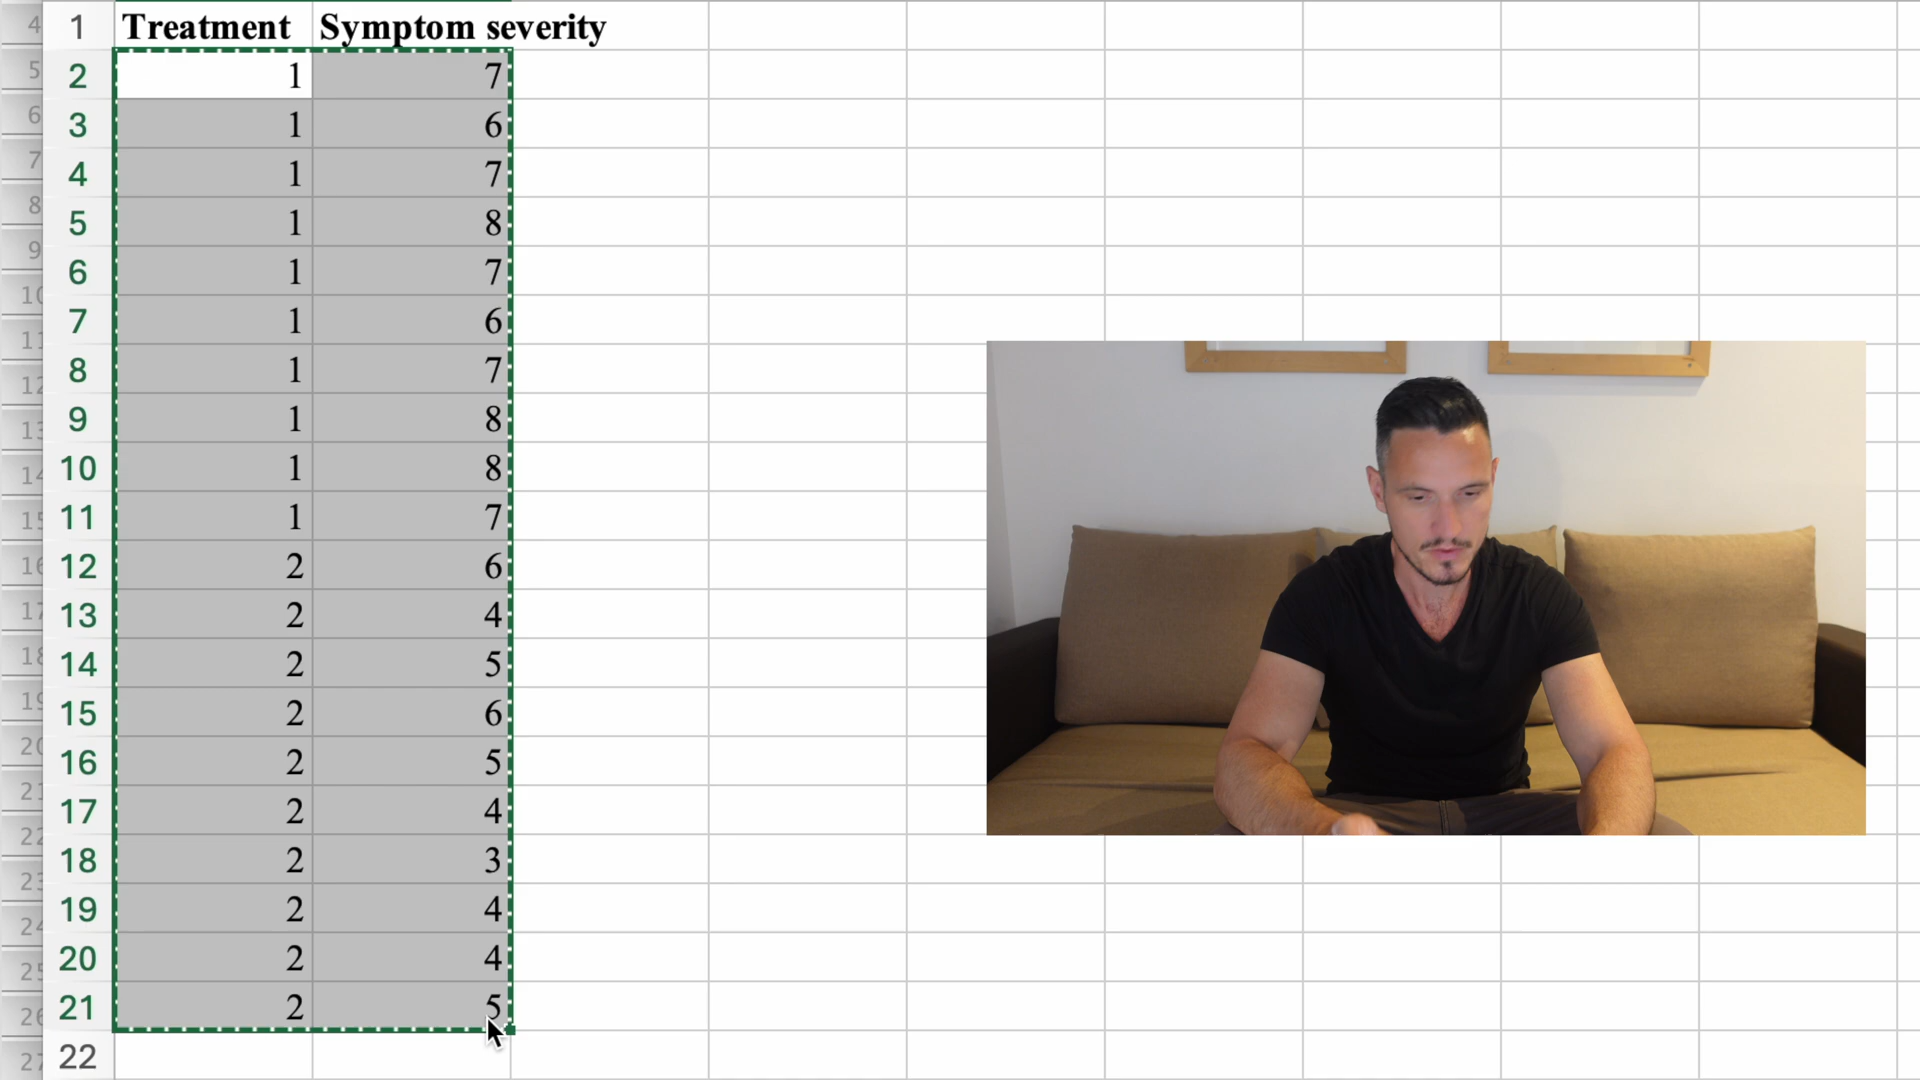 1 Treatment Symptom severity
2 1 7
3 1 6
4 1 7
5 1 8
6 1 7
7 1 6
8 1 7
9 1 8
10 1 8
11 1 7
12 2 6
13 2 4
14 2 5
15 2 6
16 2 5
17 2 4
18 2 3
19 2 4
20 2 4
21 2 5
22